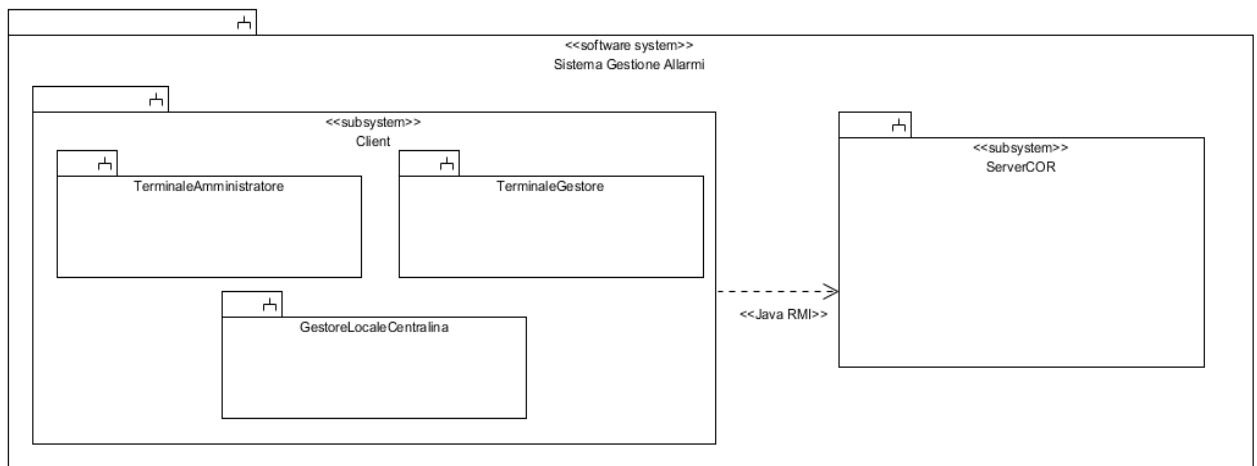 <<software system>>
Sistema Gestione Allarmi
<<subsystem>>
Client
TerminaleAmministratore
TerminaleGestore
GestoreLocaleCentralina
<<Java RMI>>
<<subsystem>>
ServerCOR